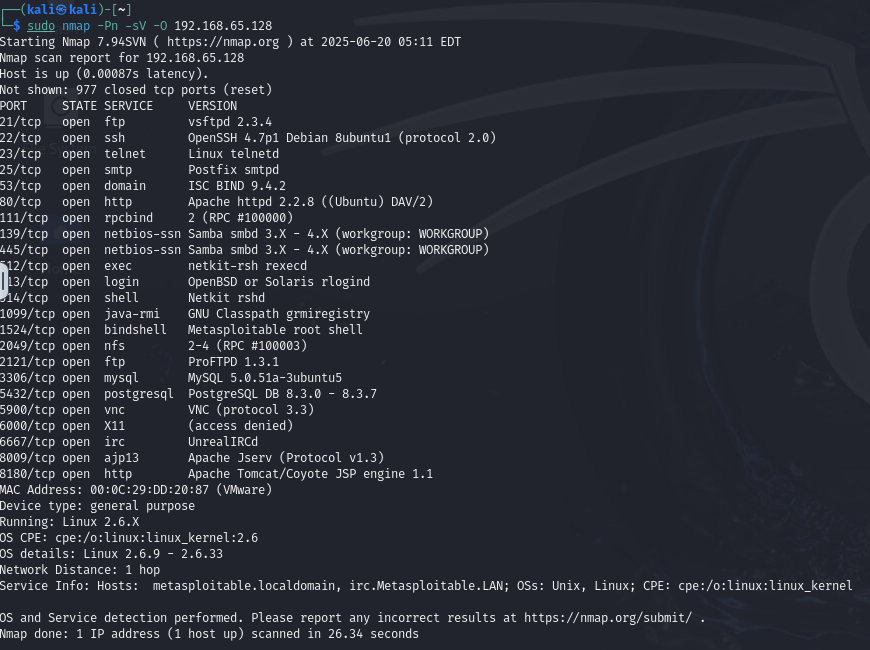 ┌──(kali㉿kali)-[~]
└─$ sudo nmap -Pn -sV -O 192.168.65.128
Starting Nmap 7.94SVN ( https://nmap.org ) at 2025-06-20 05:11 EDT
Nmap scan report for 192.168.65.128
Host is up (0.00087s latency).
Not shown: 977 closed tcp ports (reset)
PORT     STATE SERVICE     VERSION
21/tcp   open  ftp         vsftpd 2.3.4
22/tcp   open  ssh         OpenSSH 4.7p1 Debian 8ubuntu1 (protocol 2.0)
23/tcp   open  telnet      Linux telnetd
25/tcp   open  smtp        Postfix smtpd
53/tcp   open  domain      ISC BIND 9.4.2
80/tcp   open  http        Apache httpd 2.2.8 ((Ubuntu) DAV/2)
111/tcp  open  rpcbind     2 (RPC #100000)
139/tcp  open  netbios-ssn Samba smbd 3.X - 4.X (workgroup: WORKGROUP)
445/tcp  open  netbios-ssn Samba smbd 3.X - 4.X (workgroup: WORKGROUP)
512/tcp  open  exec        netkit-rsh rexecd
13/tcp  open  login       OpenBSD or Solaris rlogind
514/tcp  open  shell       Netkit rshd
1099/tcp open  java-rmi    GNU Classpath grmiregistry
1524/tcp open  bindshell   Metasploitable root shell
2049/tcp open  nfs         2-4 (RPC #100003)
2121/tcp open  ftp         ProFTPD 1.3.1
3306/tcp open  mysql       MySQL 5.0.51a-3ubuntu5
5432/tcp open  postgresql  PostgreSQL DB 8.3.0 - 8.3.7
5900/tcp open  vnc         VNC (protocol 3.3)
6000/tcp open  X11         (access denied)
6667/tcp open  irc         UnrealIRCd
8009/tcp open  ajp13       Apache Jserv (Protocol v1.3)
8180/tcp open  http        Apache Tomcat/Coyote JSP engine 1.1
MAC Address: 00:0C:29:DD:20:87 (VMware)
Device type: general purpose
Running: Linux 2.6.X
OS CPE: cpe:/o:linux:linux_kernel:2.6
OS details: Linux 2.6.9 - 2.6.33
Network Distance: 1 hop
Service Info: Hosts:  metasploitable.localdomain, irc.Metasploitable.LAN; OSs: Unix, Linux; CPE: cpe:/o:linux:linux_kernel
OS and Service detection performed. Please report any incorrect results at https://nmap.org/submit/ .
Nmap done: 1 IP address (1 host up) scanned in 26.34 seconds